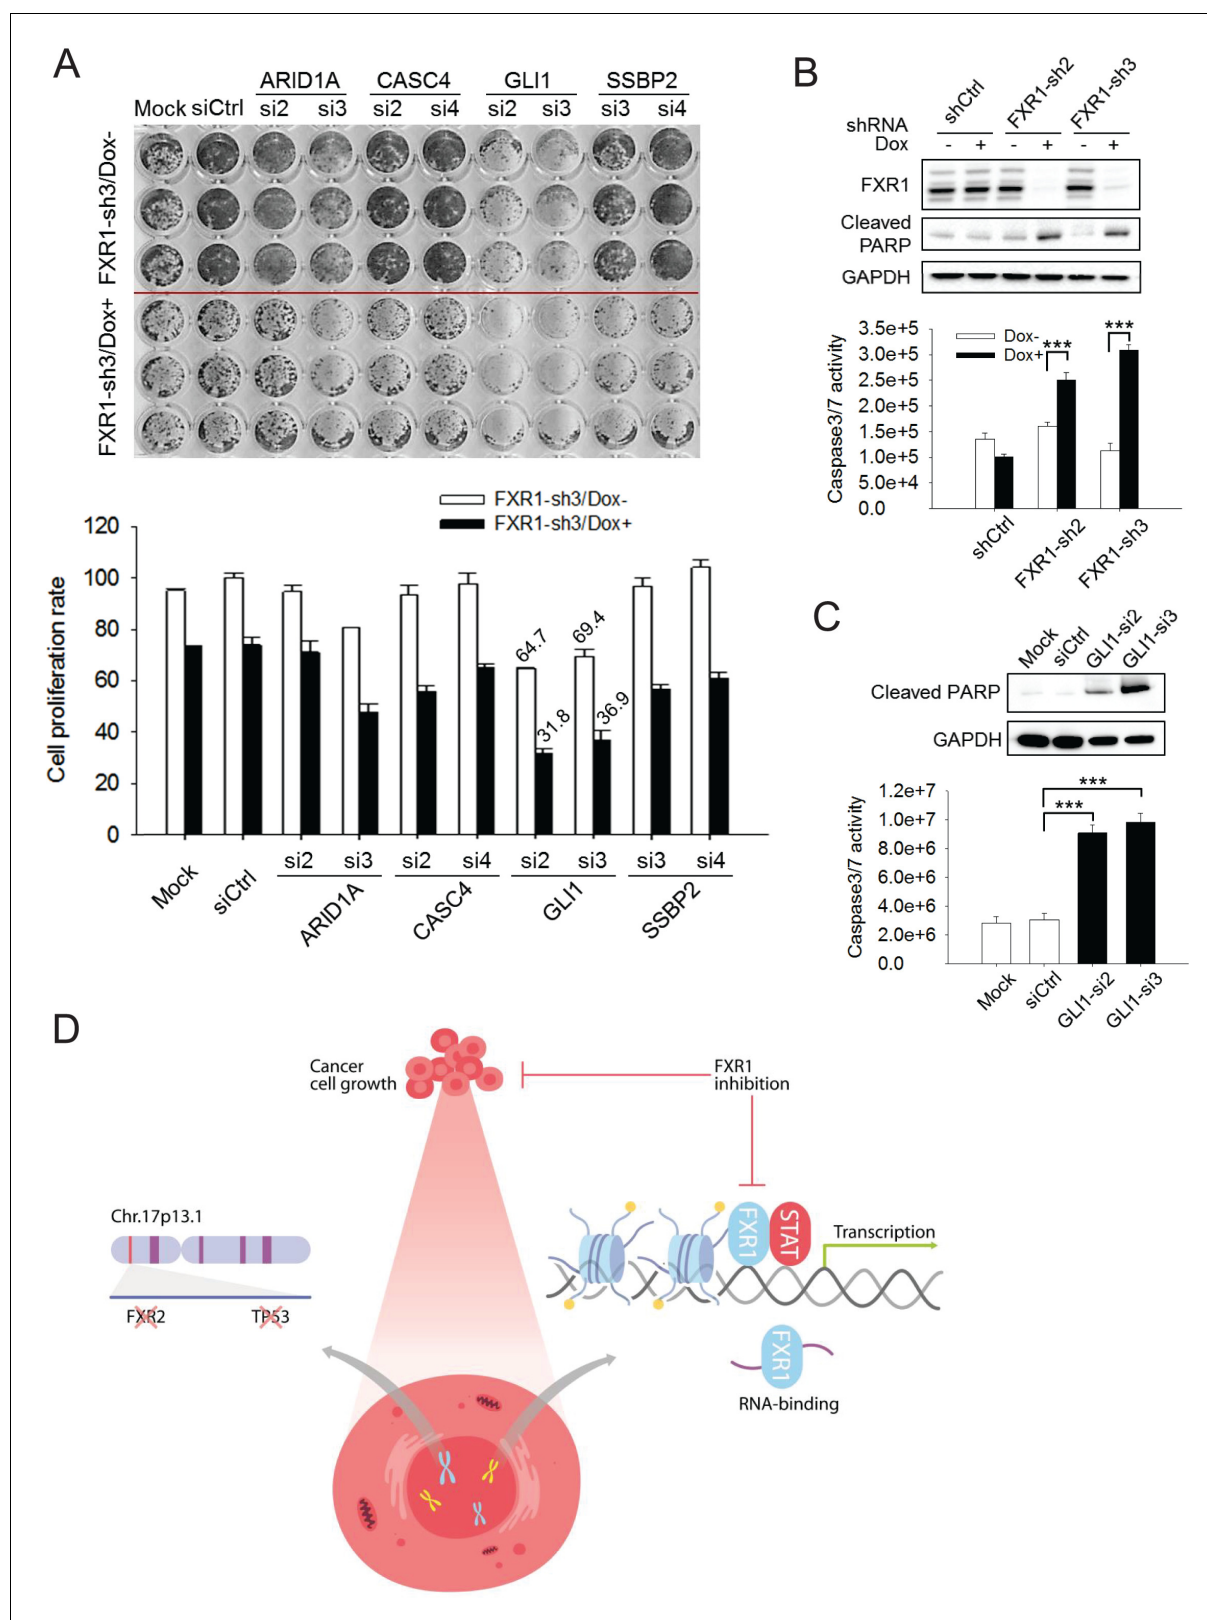 A
ARID1A CASC4 GLI1 SSBP2
Mock siCtrl si2 si3 si2 si4 si2 si3 si3 si4
FXR1-sh3/Dox-
FXR1-sh3/Dox+
FXR1-sh3/Dox-
FXR1-sh3/Dox+
Cell proliferation rate
120
100
80
60
40
20
0
64.7
31.8
69.4
36.9
si2 si3 si2 si4 si2 si3 si3 si4
Mock siCtrl ARID1A CASC4 GLI1 SSBP2
B
shCtrl FXR1-sh2 FXR1-sh3
shRNA
Dox - + - + - +
FXR1
Cleaved
PARP
GAPDH
Caspase3/7 activity
3.5e+5
3.0e+5
2.5e+5
2.0e+5
1.5e+5
1.0e+5
5.0e+4
0.0
Dox-
Dox+
*** ***
shCtrl FXR1-sh2 FXR1-sh3
C
Mock siCtrl GLI1-si2 GLI1-si3
Cleaved PARP
GAPDH
Caspase3/7 activity
1.2e+7
1.0e+7
8.0e+6
6.0e+6
4.0e+6
2.0e+6
0.0
***
***
Mock siCtrl GLI1-si2 GLI1-si3
D
Cancer
cell growth
FXR1
inhibition
Chr.17p13.1
FXR2 TP53
FXR1
STAT
Transcription
FXR1
RNA-binding